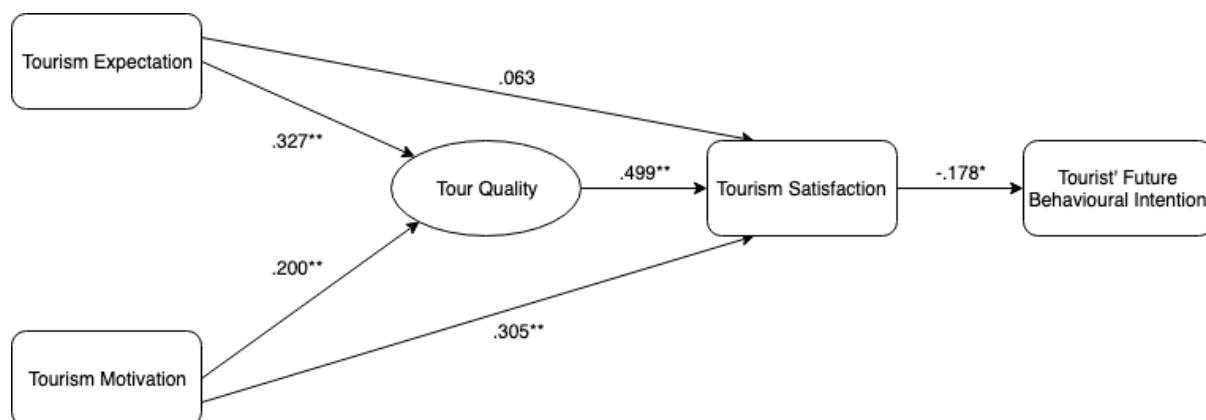 Tourism Expectation
.063
.327**
Tour Quality
.499**
Tourism Satisfaction
-.178*
Tourist' Future
Behavioural Intention
.200**
.305**
Tourism Motivation